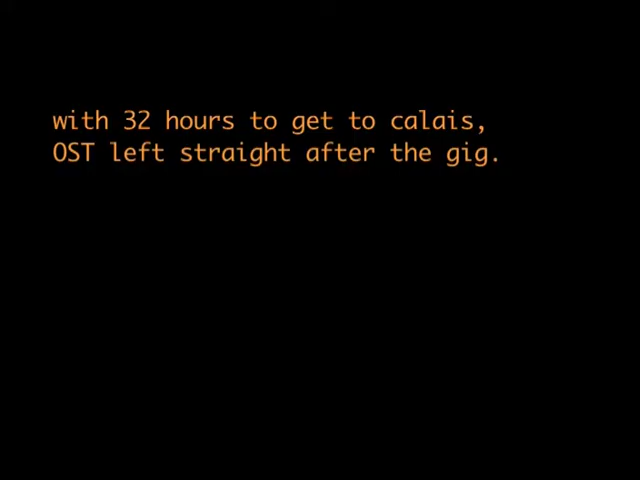 with 32 hours to get to calais,
OST left straight after the gig.